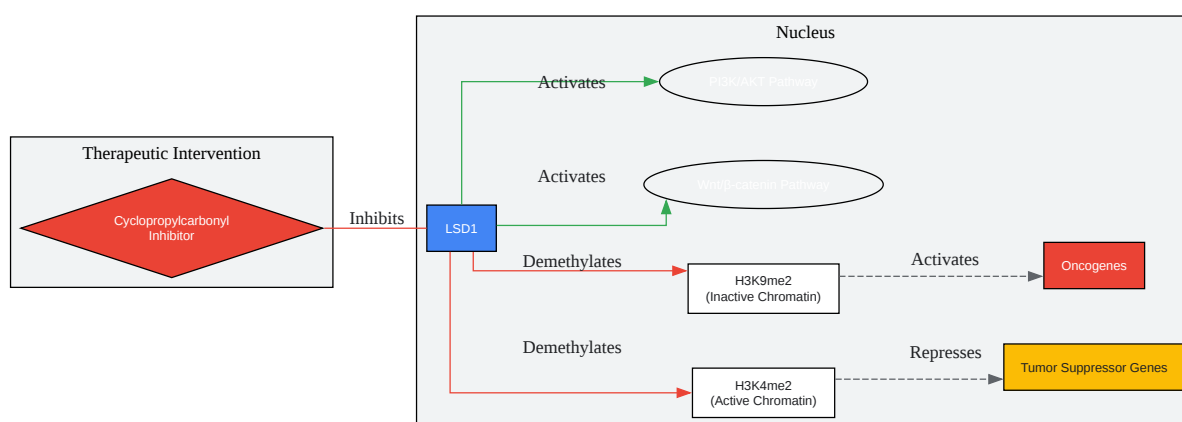 Nucleus
Activates
PI3K/AKT Pathway
Therapeutic Intervention
Activates
Wnt/β-catenin Pathway
Cyclopropylcarbonyl
Inhibitor
Inhibits
LSD1
Demethylates
H3K9me2
(Inactive Chromatin)
Activates
Oncogenes
Demethylates
H3K4me2
(Active Chromatin)
Represses
Tumor Suppressor Genes